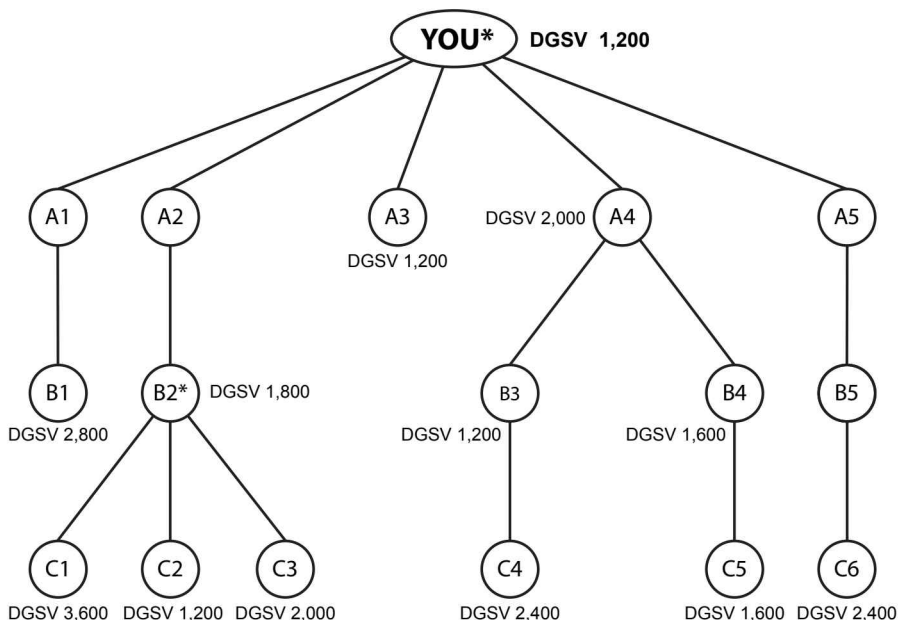 YOU* DGSV 1,200
A1 A2 A3 DGSV 2,000 A4 A5
DGSV 1,200
B1 B2* DGSV 1,800 B3 B4 B5
DGSV 2,800 DGSV 1,200 DGSV 1,600
C1 C2 C3 C4 C5 C6
DGSV 3,600 DGSV 1,200 DGSV 2,000 DGSV 2,400 DGSV 1,600 DGSV 2,400